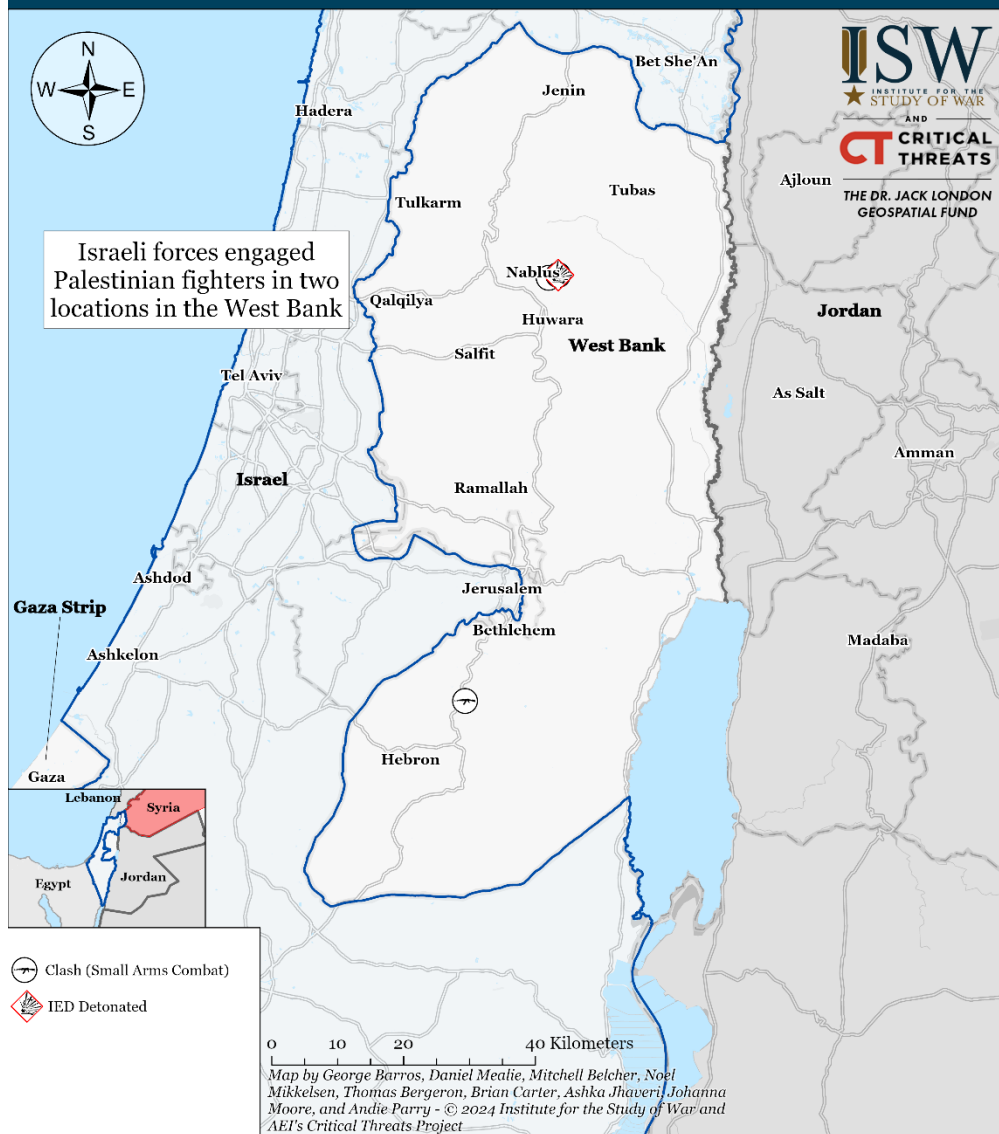 N
W
E
S
ISW
INSTITUTE FOR THE
STUDY OF WAR
AND
CT CRITICAL
THREATS
THE DR. JACK LONDON
GEOSPATIAL FUND
Bet She'An
Jenin
Hadera
Ajloun
Tubas
Tulkarm
Israeli forces engaged
Palestinian fighters in two
locations in the West Bank
Nablus
Qalqilya
Huwara
Jordan
West Bank
Salfit
Tel Aviv
As Salt
Amman
Israel
Ramallah
Ashdod
Jerusalem
Gaza Strip
Bethlehem
Madaba
Ashkelon
Hebron
Gaza
Lebanon
Syria
Egypt
Jordan
Clash (Small Arms Combat)
IED Detonated
0 10 20 40 Kilometers
Map by George Barros, Daniel Mealie, Mitchell Belcher, Noel
Mikkelsen, Thomas Bergeron, Brian Carter, Ashka Jhaveri, Johanna
Moore, and Andie Parry - © 2024 Institute for the Study of War and
AEI's Critical Threats Project